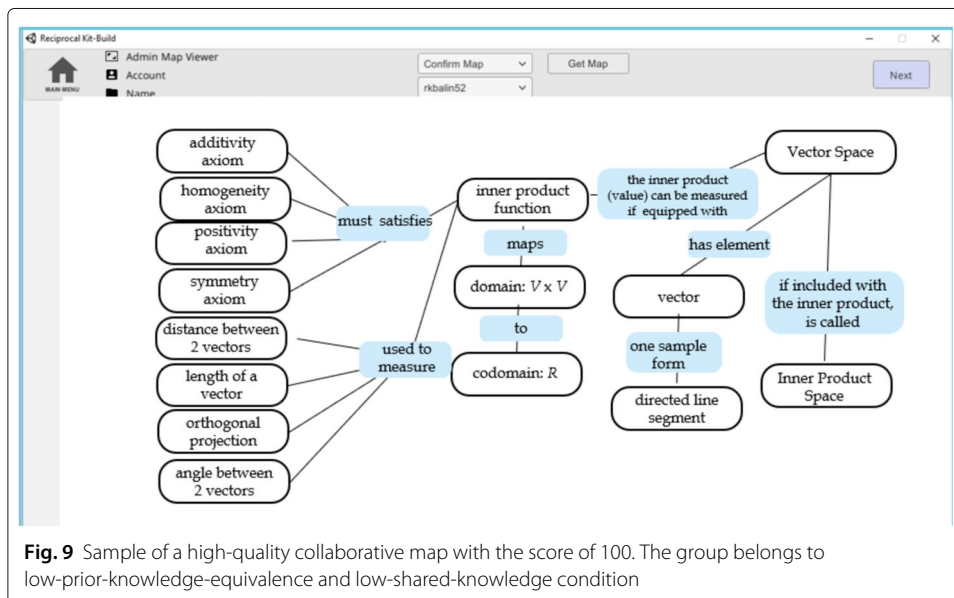 Reciprocal Kit-Build
MAIN MENU
Admin Map Viewer
Account
Name
Confirm Map
rkbalin52
Get Map
Next
additivity
axiom
homogeneity
axiom
positivity
axiom
symmetry
axiom
distance between
2 vectors
length of a
vector
orthogonal
projection
angle between
2 vectors
must satisfies
used to
measure
inner product
function
maps
domain: V x V
to
codomain: R
the inner product
(value) can be measured
if equipped with
Vector Space
has element
vector
one sample
form
directed line
segment
if included with
the inner product,
is called
Inner Product
Space
Fig. 9 Sample of a high-quality collaborative map with the score of 100. The group belongs to
low-prior-knowledge-equivalence and low-shared-knowledge condition